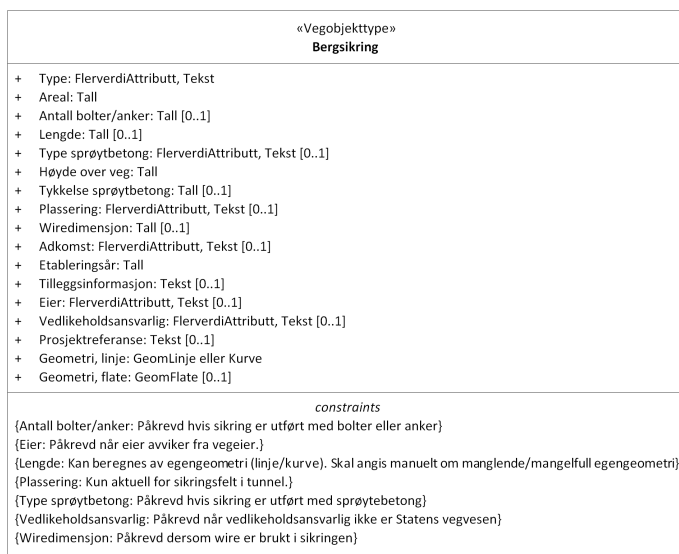 «Vegobjekttype»
Bergsikring
+ Type: FlerverdiAttributt, Tekst
+ Areal: Tall
+ Antall bolter/anker: Tall [0..1]
+ Lengde: Tall [0..1]
+ Type sprøytbetong: FlerverdiAttributt, Tekst [0..1]
+ Høyde over veg: Tall
+ Tykkelse sprøytbetong: Tall [0..1]
+ Plassering: FlerverdiAttributt, Tekst [0..1]
+ Wiredimensjon: Tall [0..1]
+ Adkomst: FlerverdiAttributt, Tekst [0..1]
+ Etableringsår: Tall
+ Tilleggsinformasjon: Tekst [0..1]
+ Eier: FlerverdiAttributt, Tekst [0..1]
+ Vedlikeholdsansvarlig: FlerverdiAttributt, Tekst [0..1]
+ Prosjektreferanse: Tekst [0..1]
+ Geometri, linje: GeomLinje eller Kurve
+ Geometri, flate: GeomFlate [0..1]
constraints
{Antall bolter/anker: Påkrevd hvis sikring er utført med bolter eller anker}
{Eier: Påkrevd når eier avviker fra vegeier.}
{Lengde: Kan beregnes av egengeometri (linje/kurve). Skal angis manuelt om manglende/mangelfull egengeometri}
{Plassering: Kun aktuell for sikringsfelt i tunnel.}
{Type sprøytbetong: Påkrevd hvis sikring er utført med sprøytebetong}
{Vedlikeholdsansvarlig: Påkrevd når vedlikeholdsansvarlig ikke er Statens vegvesen}
{Wiredimensjon: Påkrevd dersom wire er brukt i sikringen}